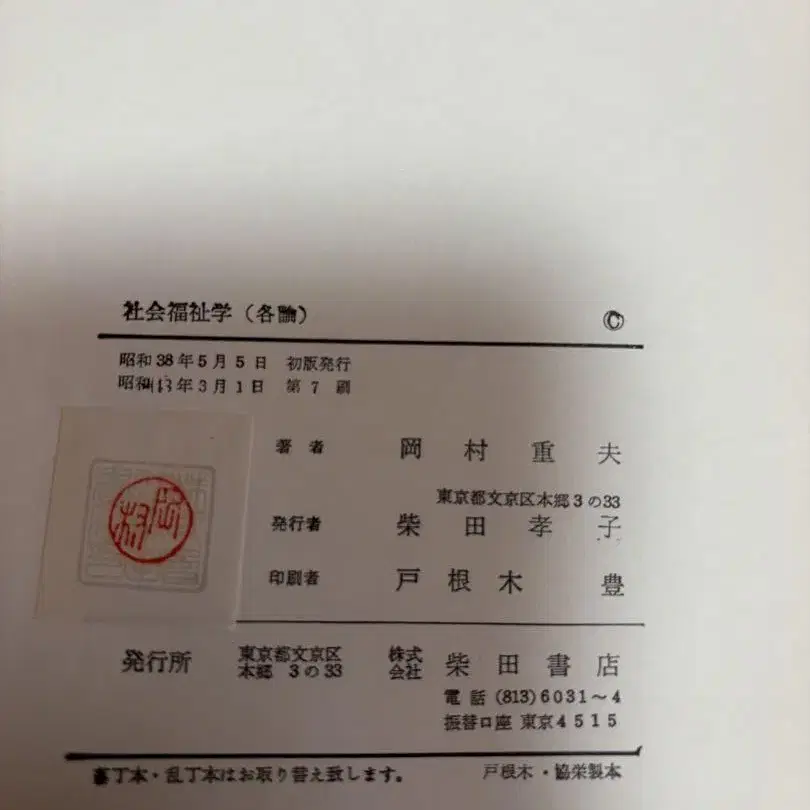 社会福祉学（各論） Ⓒ
昭和38年5月5日 初版発行
昭和43年3月1日 第7刷
著者 岡村重夫
東京都文京区本郷3の33
発行者 柴田孝子
印刷者 戸根木豊
岡村
発行所 東京都文京区本郷3の33 株式会社 柴田書店
電話 (813)6031～4
振替口座 東京4515
落丁本・乱丁本はお取り替え致します。 戸根木・協栄製本